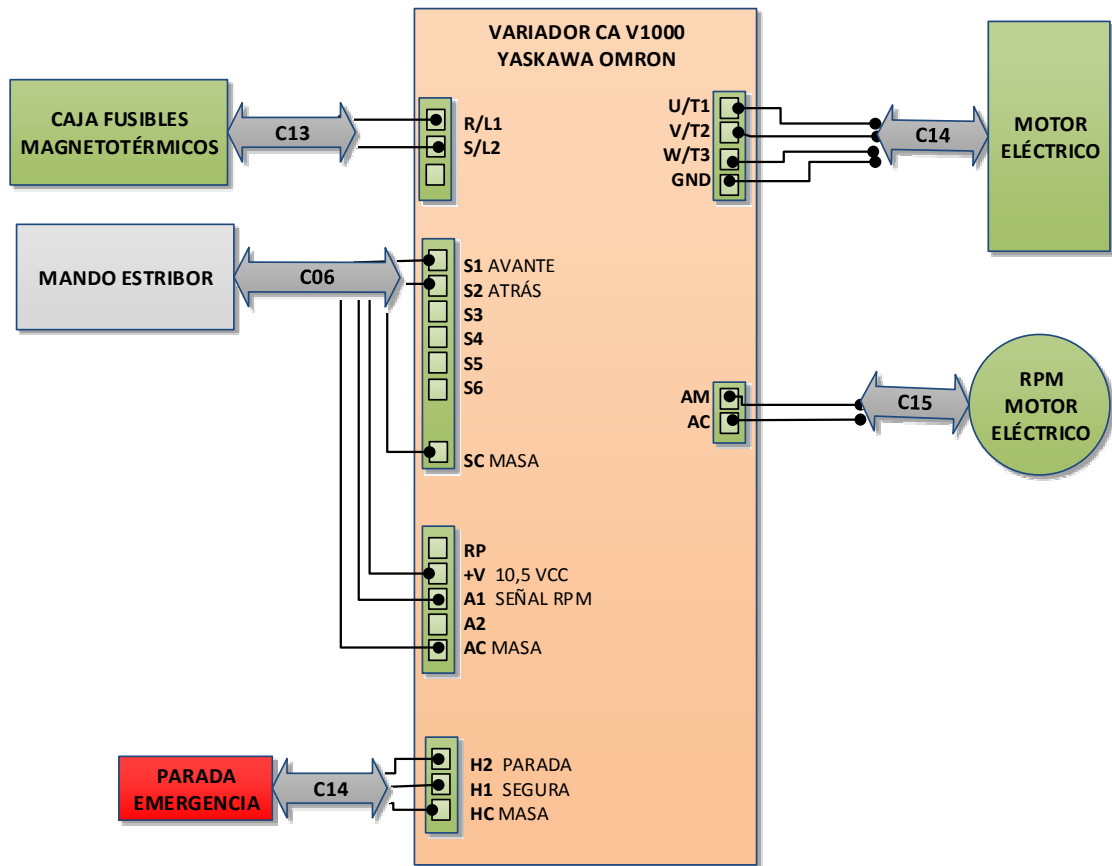 VARIADOR CA V1000
YASKAWA OMRON
CAJA FUSIBLES
MAGNETOTÉRMICOS
C13
R/L1
S/L2
U/T1
V/T2
W/T3
GND
C14
MOTOR
ELÉCTRICO
MANDO ESTRIBOR
C06
S1 AVANTE
S2 ATRÁS
S3
S4
S5
S6
SC MASA
AM
AC
C15
RPM
MOTOR
ELÉCTRICO
RP
+V 10,5 VCC
A1 SEÑAL RPM
A2
AC MASA
PARADA
EMERGENCIA
C14
H2 PARADA
H1 SEGURA
HC MASA